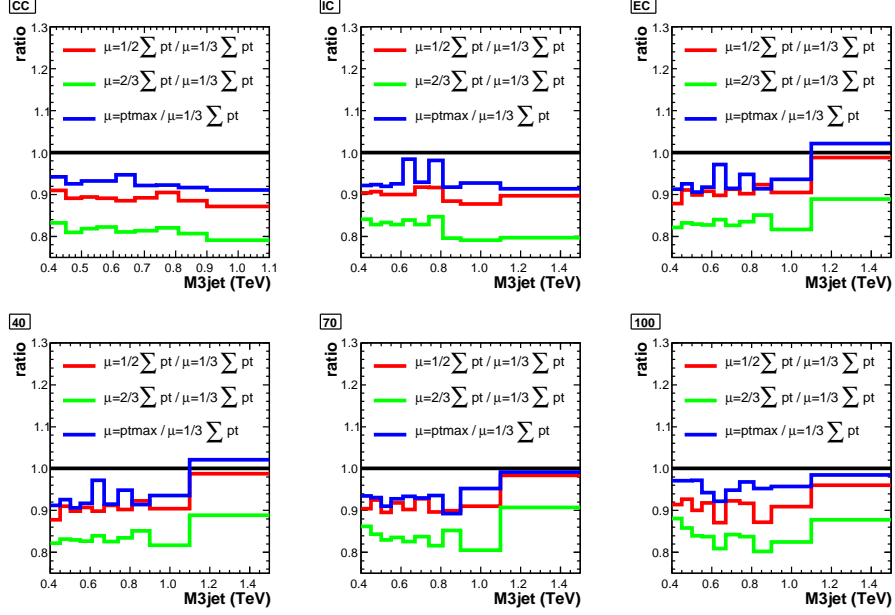 CC
ratio
1.3
1.2
1.1
1.0
0.9
0.8
μ=1/2∑ pt / μ=1/3∑ pt
μ=2/3∑ pt / μ=1/3∑ pt
μ=ptmax / μ=1/3∑ pt
0.4 0.5 0.6 0.7 0.8 0.9 1.0 1.1
M3jet (TeV)
IC
ratio
1.3
1.2
1.1
1.0
0.9
0.8
μ=1/2∑ pt / μ=1/3∑ pt
μ=2/3∑ pt / μ=1/3∑ pt
μ=ptmax / μ=1/3∑ pt
0.4 0.6 0.8 1.0 1.2 1.4
M3jet (TeV)
EC
ratio
1.3
1.2
1.1
1.0
0.9
0.8
μ=1/2∑ pt / μ=1/3∑ pt
μ=2/3∑ pt / μ=1/3∑ pt
μ=ptmax / μ=1/3∑ pt
0.4 0.6 0.8 1.0 1.2 1.4
M3jet (TeV)
40
ratio
1.3
1.2
1.1
1.0
0.9
0.8
μ=1/2∑ pt / μ=1/3∑ pt
μ=2/3∑ pt / μ=1/3∑ pt
μ=ptmax / μ=1/3∑ pt
0.4 0.6 0.8 1.0 1.2 1.4
M3jet (TeV)
70
ratio
1.3
1.2
1.1
1.0
0.9
0.8
μ=1/2∑ pt / μ=1/3∑ pt
μ=2/3∑ pt / μ=1/3∑ pt
μ=ptmax / μ=1/3∑ pt
0.4 0.6 0.8 1.0 1.2 1.4
M3jet (TeV)
100
ratio
1.3
1.2
1.1
1.0
0.9
0.8
μ=1/2∑ pt / μ=1/3∑ pt
μ=2/3∑ pt / μ=1/3∑ pt
μ=ptmax / μ=1/3∑ pt
0.4 0.6 0.8 1.0 1.2 1.4
M3jet (TeV)